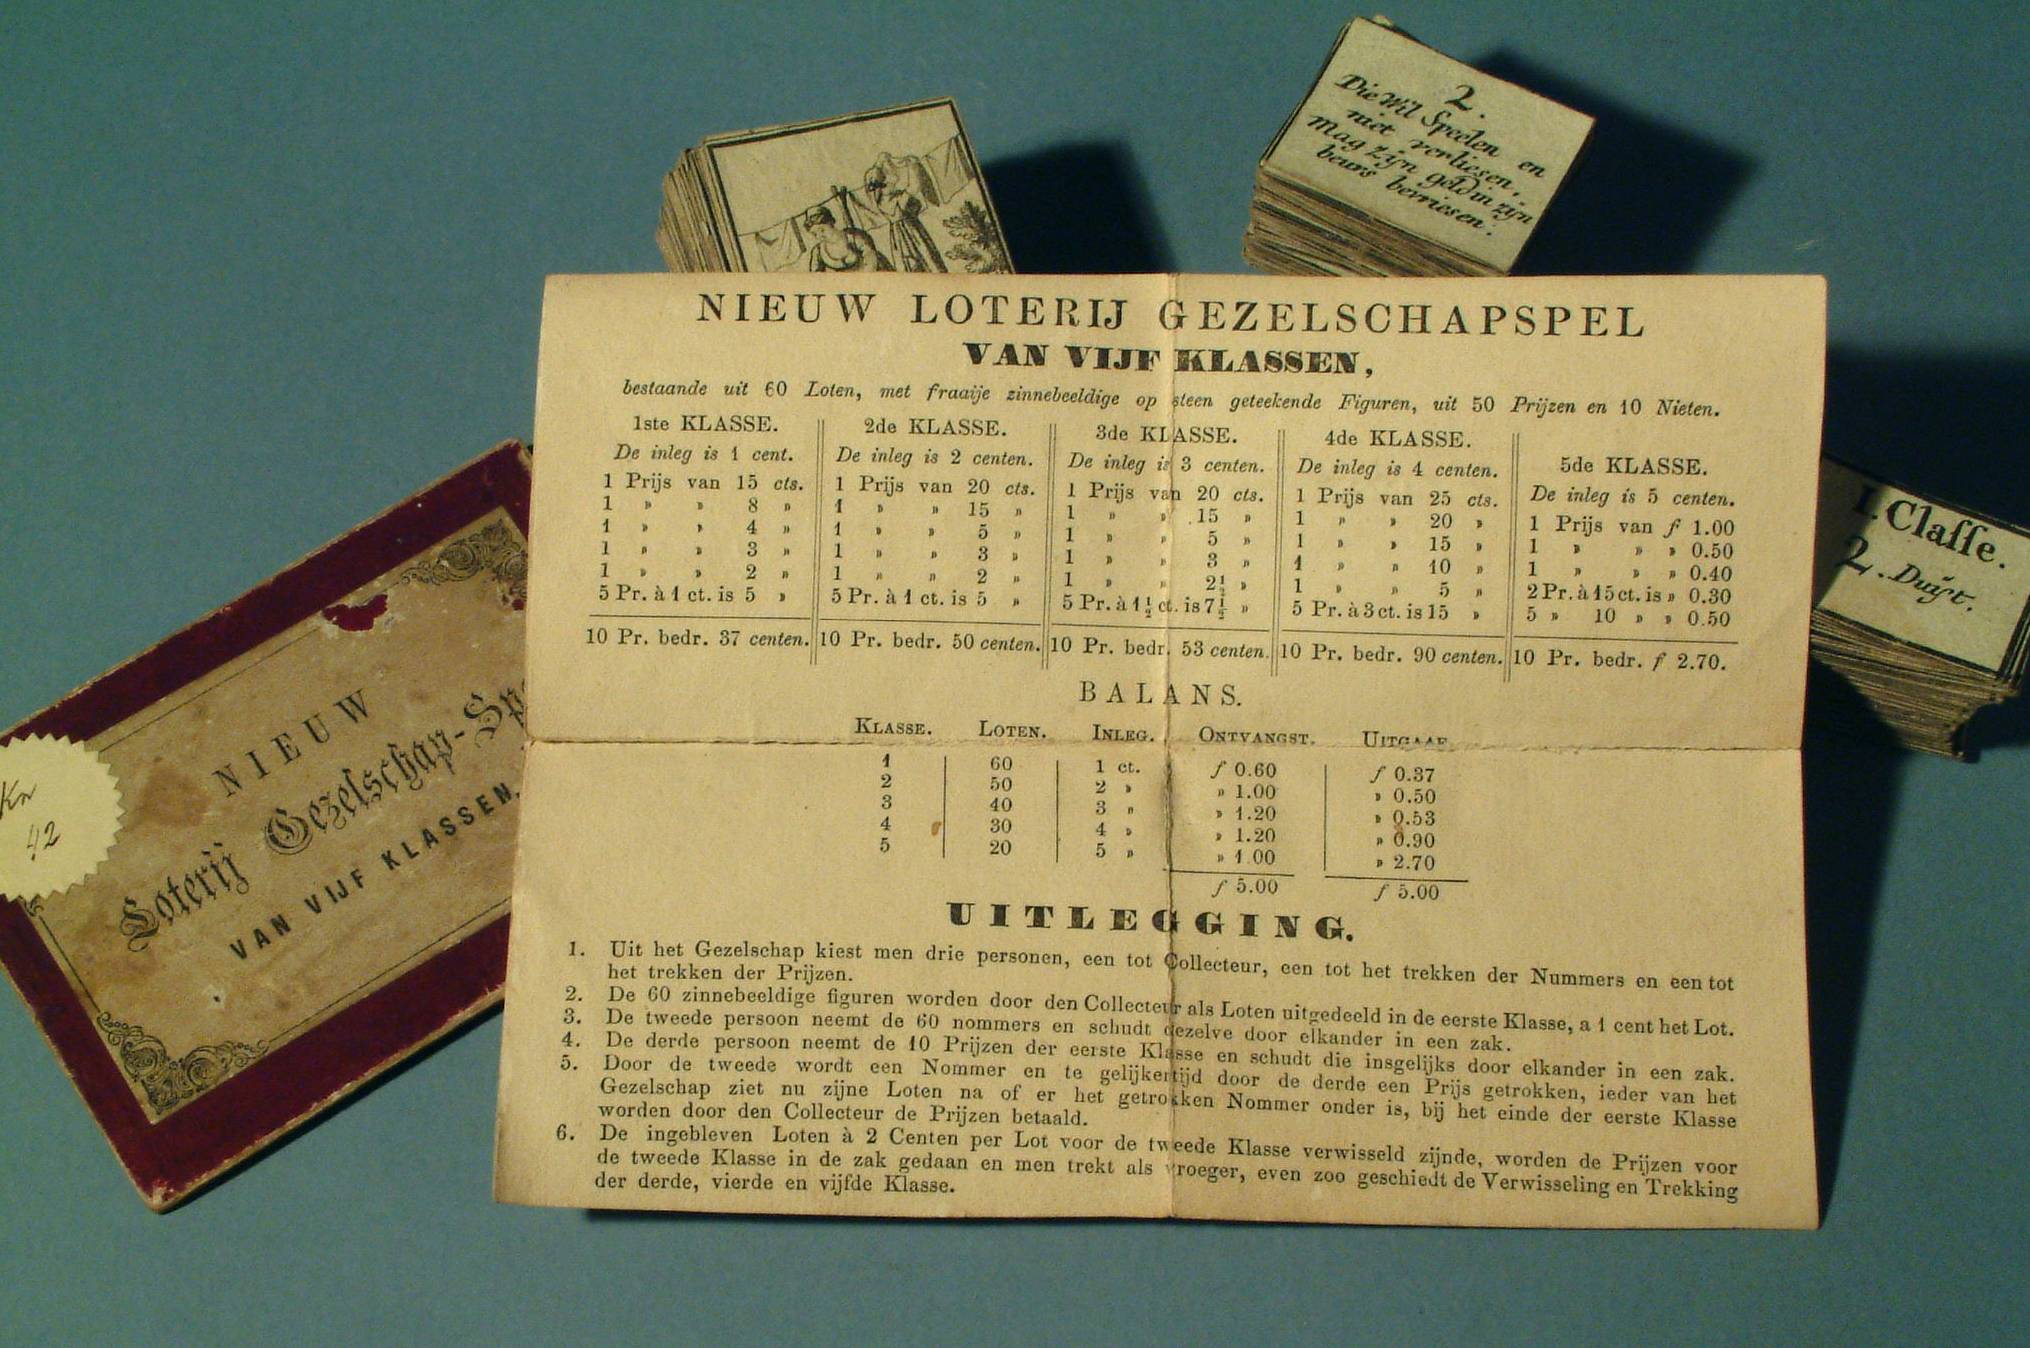 2.
Die Wil Speelen en
niet verliesen,
Mag Zijn geld in zijn
beurs bevriesen.
NIEUW LOTERIJ GEZELSCHAPSPEL
VAN VIJF KLASSEN,
bestaande uit 60 Loten, met fraaije zinnebeeldige op steen geteekende Figuren, uit 50 Prijzen en 10 Nieten.
1ste KLASSE.
De inleg is 1 cent.
1 Prijs van 15 cts.
1 » » 8 »
1 » » 4 »
1 » » 3 »
1 » » 2 »
5 Pr. à 1 ct. is 5 »
10 Pr. bedr. 37 centen.
2de KLASSE.
De inleg is 2 centen.
1 Prijs van 20 cts.
1 » » 15 »
1 » » 5 »
1 » » 3 »
1 » » 2 »
5 Pr. à 1 ct. is 5 »
10 Pr. bedr. 50 centen.
3de KLASSE.
De inleg is 3 centen.
1 Prijs van 20 cts.
1 » » 15 »
1 » » 5 »
1 » » 3 »
1 » » 2½ »
5 Pr. à 1½ ct. is 7½ »
10 Pr. bedr. 53 centen.
4de KLASSE.
De inleg is 4 centen.
1 Prijs van 25 cts.
1 » » 20 »
1 » » 15 »
1 » » 10 »
1 » » 5 »
5 Pr. à 3 ct. is 15 »
10 Pr. bedr. 90 centen.
5de KLASSE.
De inleg is 5 centen.
1 Prijs van f 1.00
1 » » » 0.50
1 » » » 0.40
2 Pr. à 15 ct. is » 0.30
5 » 10 » » 0.50
10 Pr. bedr. f 2.70.
BALANS.
KLASSE. LOTEN. INLEG. ONTVANGST. UITGAAF
1 60 1 ct. f 0.60 f 0.37
2 50 2 » » 1.00 » 0.50
3 40 3 » » 1.20 » 0.53
4 30 4 » » 1.20 » 0.90
5 20 5 » » 1.00 » 2.70
f 5.00 f 5.00
UITLEGGING.
1. Uit het Gezelschap kiest men drie personen, een tot Collecteur, een tot het trekken der Nummers en een tot
het trekken der Prijzen.
2. De 60 zinnebeeldige figuren worden door den Collecteur als Loten uitgedeeld in de eerste Klasse, a 1 cent het Lot.
3. De tweede persoon neemt de 60 nommers en schudt dezelve door elkander in een zak.
4. De derde persoon neemt de 10 Prijzen der eerste Klasse en schudt die insgelijks door elkander in een zak.
5. Door de tweede wordt een Nommer en te gelijkertijd door de derde een Prijs getrokken, ieder van het
Gezelschap ziet nu zijne Loten na of er het getrokken Nommer onder is, bij het einde der eerste Klasse
worden door den Collecteur de Prijzen betaald.
6. De ingebleven Loten à 2 Centen per Lot voor de tweede Klasse verwisseld zijnde, worden de Prijzen voor
de tweede Klasse in de zak gedaan en men trekt als vroeger, even zoo geschiedt de Verwisseling en Trekking
der derde, vierde en vijfde Klasse.
1. Classe.
2. Duijt.
NIEUW
Loterij Gezelschap-Sp
VAN VIJF KLASSEN.
Kn
42